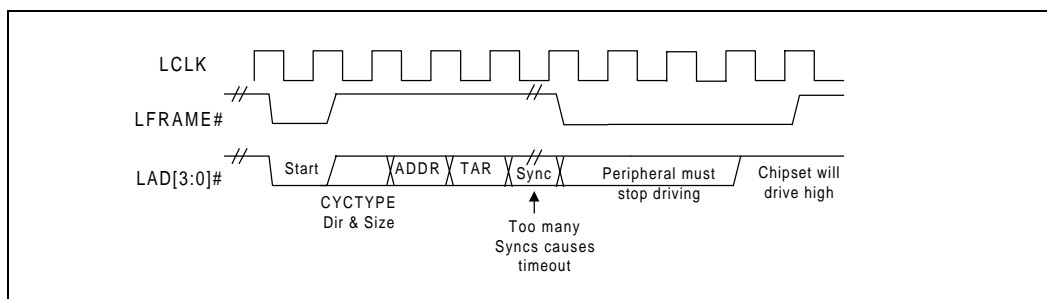 LCLK
LFRAME#
LAD[3:0]#
Start
ADDR
TAR
Sync
Peripheral must
stop driving
Chipset will
drive high
CYCTYPE
Dir & Size
Too many
Syncs causes
timeout